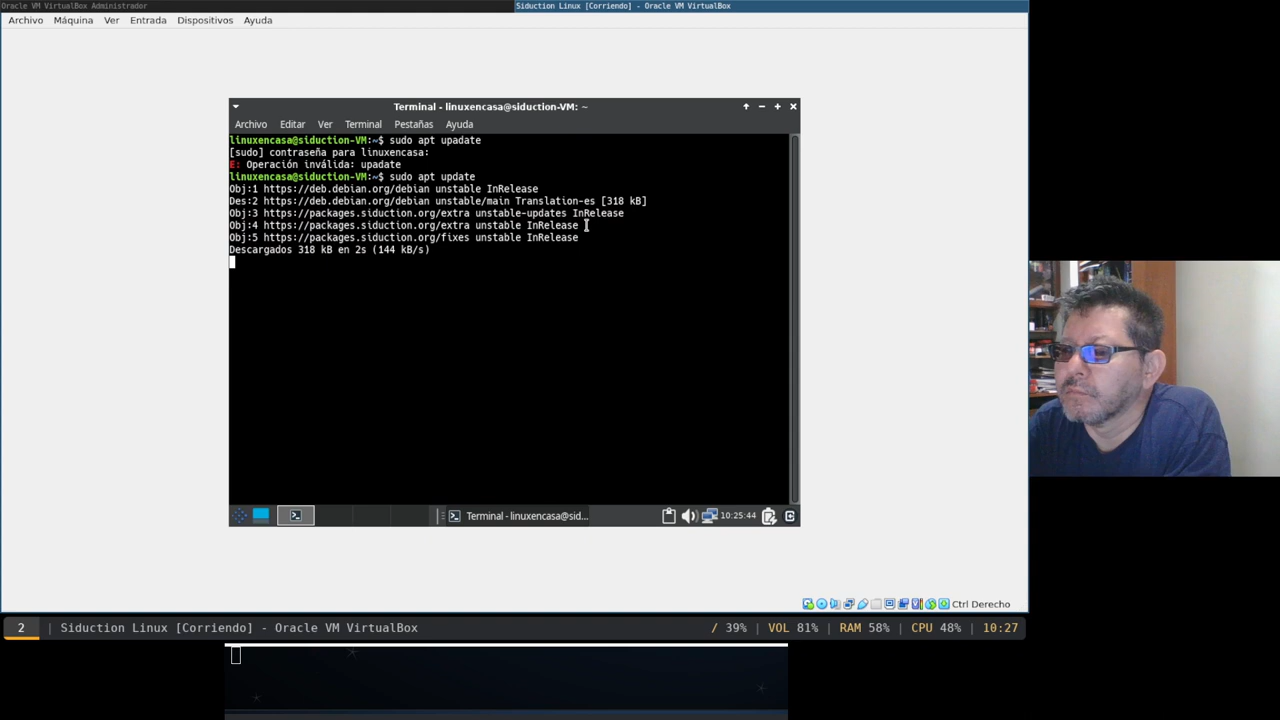 Oracle VM VirtualBox Administrador
Siduction Linux [Corriendo] - Oracle VM VirtualBox
Archivo Máquina Ver Entrada Dispositivos Ayuda
Terminal - linuxencasa@siduction-VM: ~
Archivo Editar Ver Terminal Pestañas Ayuda
linuxencasa@siduction-VM:~$ sudo apt upadate
[sudo] contraseña para linuxencasa:
E: Operación inválida: upadate
linuxencasa@siduction-VM:~$ sudo apt update
Obj:1 https://deb.debian.org/debian unstable InRelease
Des:2 https://deb.debian.org/debian unstable/main Translation-es [318 kB]
Obj:3 https://packages.siduction.org/extra unstable-updates InRelease
Obj:4 https://packages.siduction.org/extra unstable InRelease
Obj:5 https://packages.siduction.org/fixes unstable InRelease
Descargados 318 kB en 2s (144 kB/s)
Terminal - linuxencasa@sid... 10:25:44
Ctrl Derecho
2 | Siduction Linux [Corriendo] - Oracle VM VirtualBox / 39% | VOL 81% | RAM 58% | CPU 48% | 10:27